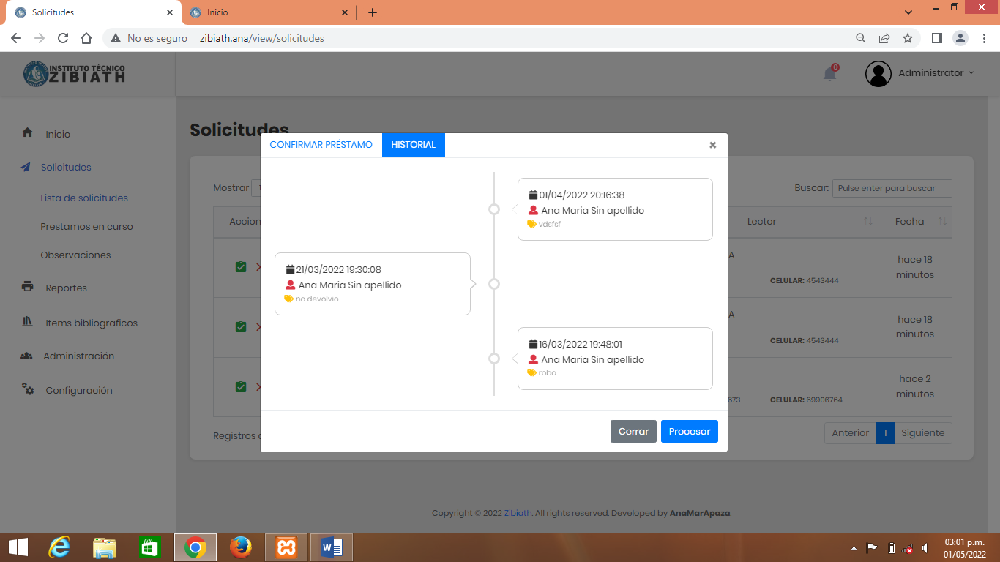 Solicitudes
Inicio
No es seguro
zibiath.ana/view/solicitudes
INSTITUTO TÉCNICO
ZIBIATH
0
Administrator
Inicio
Solicitudes
Lista de solicitudes
Prestamos en curso
Observaciones
Reportes
Items bibliograficos
Administración
Configuración
Solicitudes
Mostrar
Buscar:
Pulse enter para buscar
Accion
Lector
Fecha
A
CELULAR: 4543444
hace 18
minutos
A
CELULAR: 4543444
hace 18
minutos
673
CELULAR: 69906764
hace 2
minutos
Registros
Anterior
1
Siguiente
CONFIRMAR PRÉSTAMO
HISTORIAL
×
01/04/2022 20:16:38
Ana Maria Sin apellido
vdsfsf
21/03/2022 19:30:08
Ana Maria Sin apellido
no devolvio
16/03/2022 19:48:01
Ana Maria Sin apellido
robo
Cerrar
Procesar
Copyright © 2022 Zibiath. All rights reserved. Developed by AnaMarApaza.
03:01 p.m.
01/05/2022